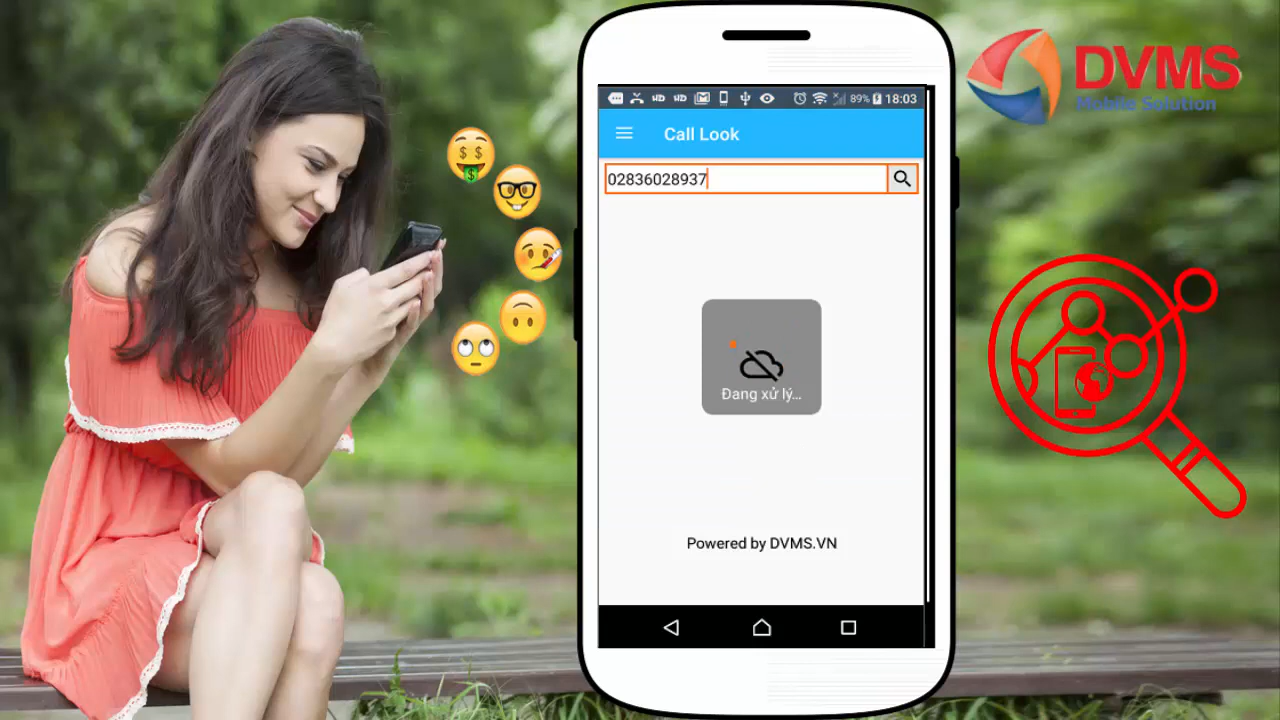 89% 18:03
Call Look
02836028937
Đang xử lý...
Powered by DVMS.VN
DVMS
Mobile Solution